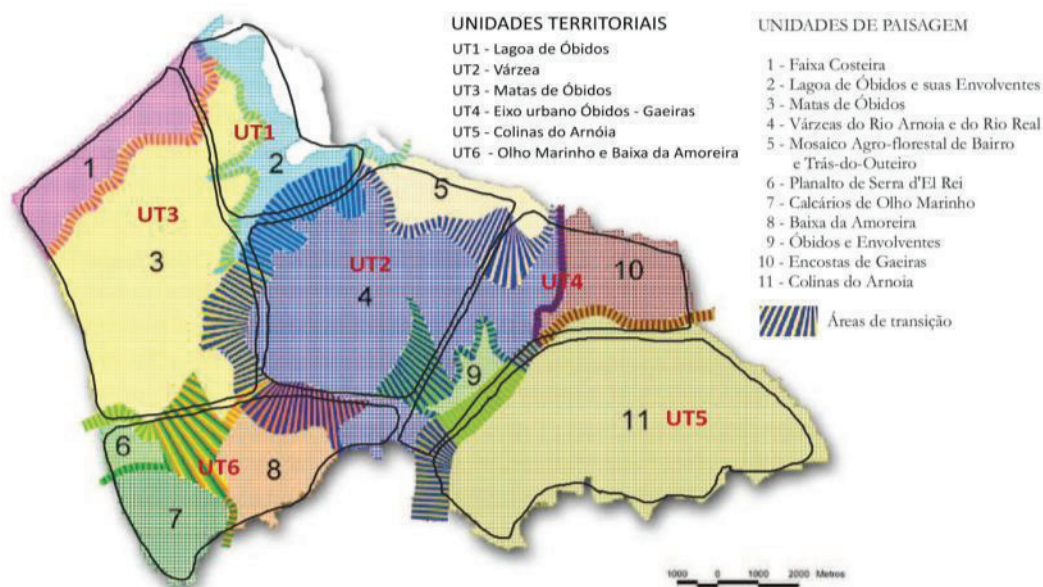 UNIDADES TERRITORIAIS
UT1 - Lagoa de Óbidos
UT2 - Várzea
UT3 - Matas de Óbidos
UT4 - Eixo urbano Óbidos - Gaeiras
UT5 - Colinas do Arnóia
UT6 - Olho Marinho e Baixa da Amoreira
UNIDADES DE PAISAGEM
1 - Faixa Costeira
2 - Lagoa de Óbidos e suas Envolventes
3 - Matas de Óbidos
4 - Várzeas do Rio Arnoia e do Rio Real
5 - Mosaico Agro-florestal de Bairro
e Trás-do-Outeiro
6 - Planalto de Serra d'El Rei
7 - Calcários de Olho Marinho
8 - Baixa da Amoreira
9 - Óbidos e Envolventes
10 - Encostas de Gaeiras
11 - Colinas do Arnoia
Áreas de transição
UT1
1
2
5
UT3
3
UT2
4
UT4
10
9
11
UT5
6
UT6
8
7
1000 0 1000 2000 Metros